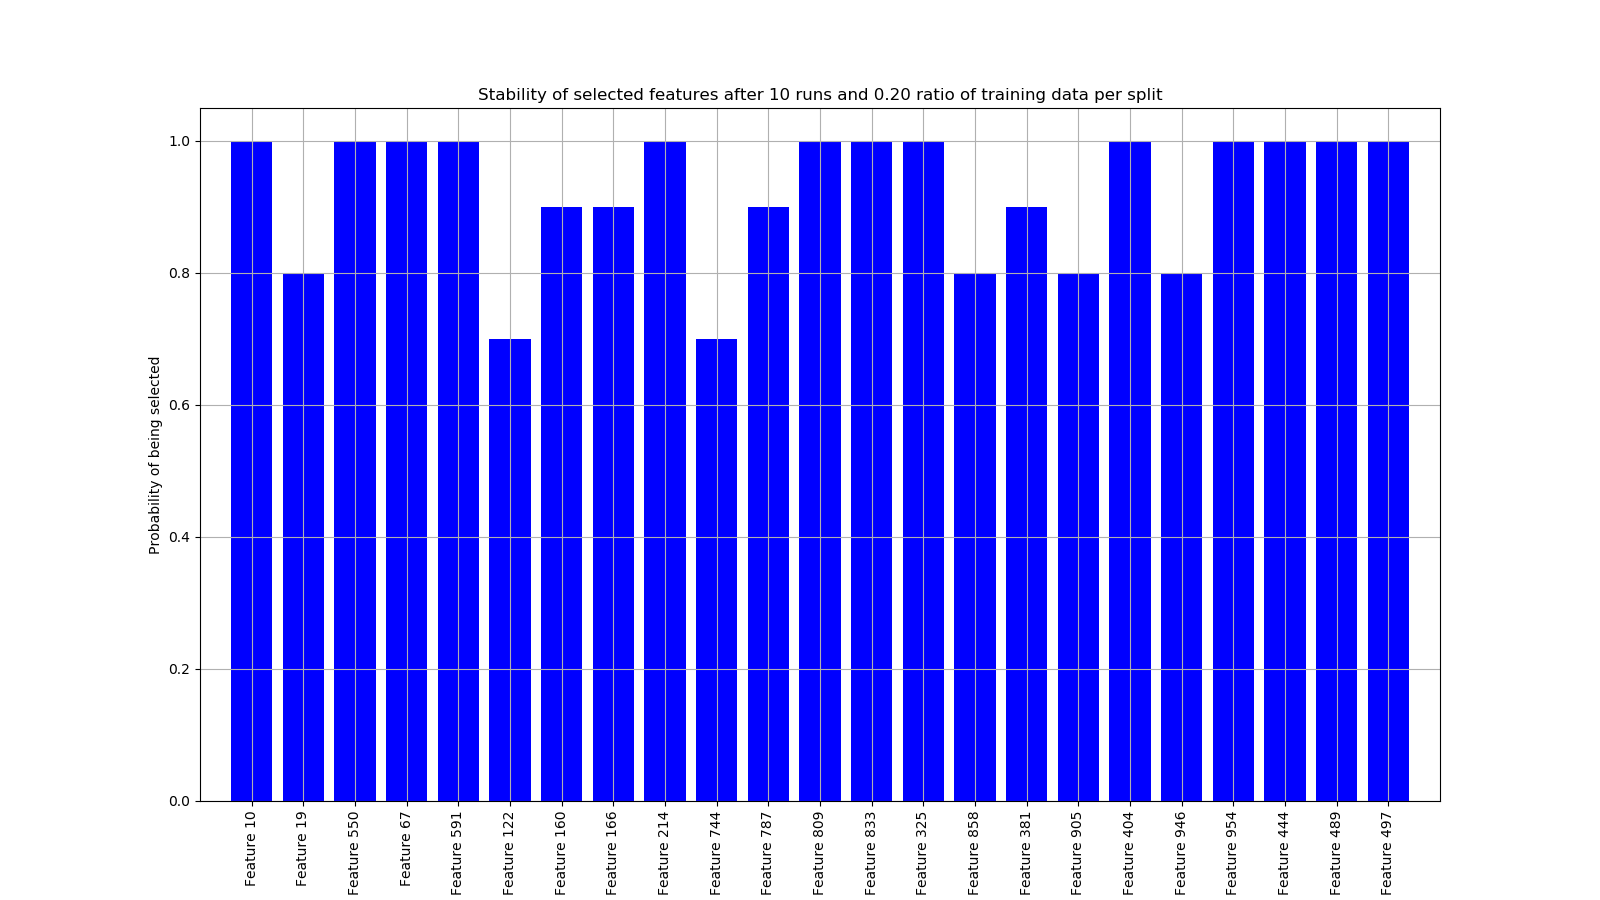 Stability of selected features after 10 runs and 0.20 ratio of training data per split
Probability of being selected
1.0
0.8
0.6
0.4
0.2
0.0
Feature 10
Feature 19
Feature 550
Feature 67
Feature 591
Feature 122
Feature 160
Feature 166
Feature 214
Feature 744
Feature 787
Feature 809
Feature 833
Feature 325
Feature 858
Feature 381
Feature 905
Feature 404
Feature 946
Feature 954
Feature 444
Feature 489
Feature 497